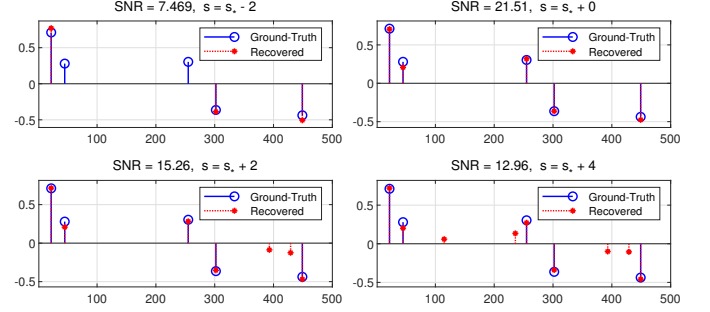 SNR = 7.469, s = s⋆ - 2
0.5
0
-0.5
100 200 300 400 500
Ground-Truth
Recovered
SNR = 21.51, s = s⋆ + 0
0.5
0
-0.5
100 200 300 400 500
Ground-Truth
Recovered
SNR = 15.26, s = s⋆ + 2
0.5
0
-0.5
100 200 300 400 500
Ground-Truth
Recovered
SNR = 12.96, s = s⋆ + 4
0.5
0
-0.5
100 200 300 400 500
Ground-Truth
Recovered